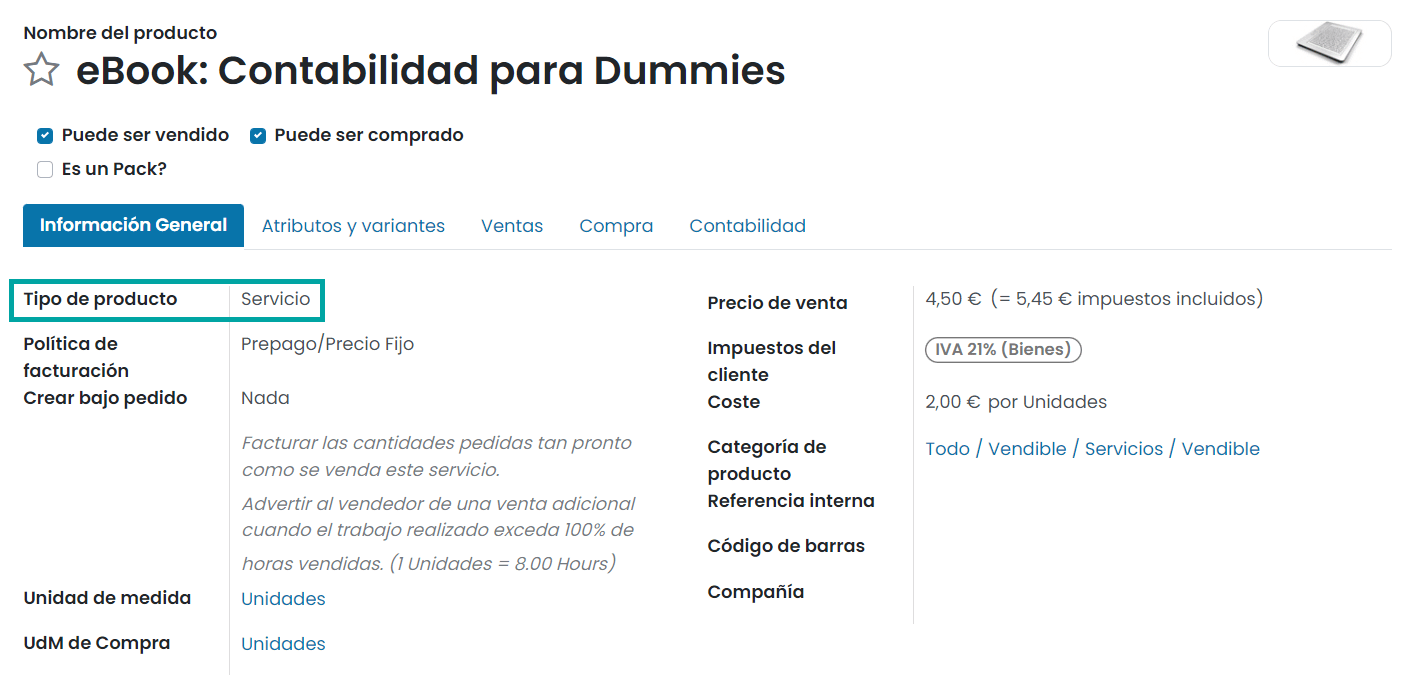 Nombre del producto
eBook: Contabilidad para Dummies
Puede ser vendido Puede ser comprado
Es un Pack?
Información General Atributos y variantes Ventas Compra Contabilidad
Tipo de producto Servicio
Política de
facturación
Prepago/Precio Fijo
Crear bajo pedido Nada
Facturar las cantidades pedidas tan pronto
como se venda este servicio.
Advertir al vendedor de una venta adicional
cuando el trabajo realizado exceda 100% de
horas vendidas. (1 Unidades = 8.00 Hours)
Unidad de medida Unidades
UdM de Compra Unidades
Precio de venta 4,50 € (= 5,45 € impuestos incluidos)
Impuestos del
cliente
IVA 21% (Bienes)
Coste 2,00 € por Unidades
Categoría de
producto
Todo / Vendible / Servicios / Vendible
Referencia interna
Código de barras
Compañía